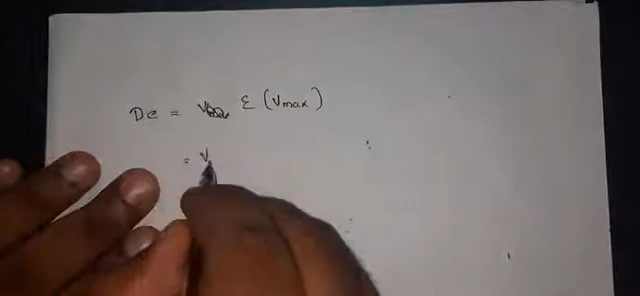 De = ε (Vmax)
= V